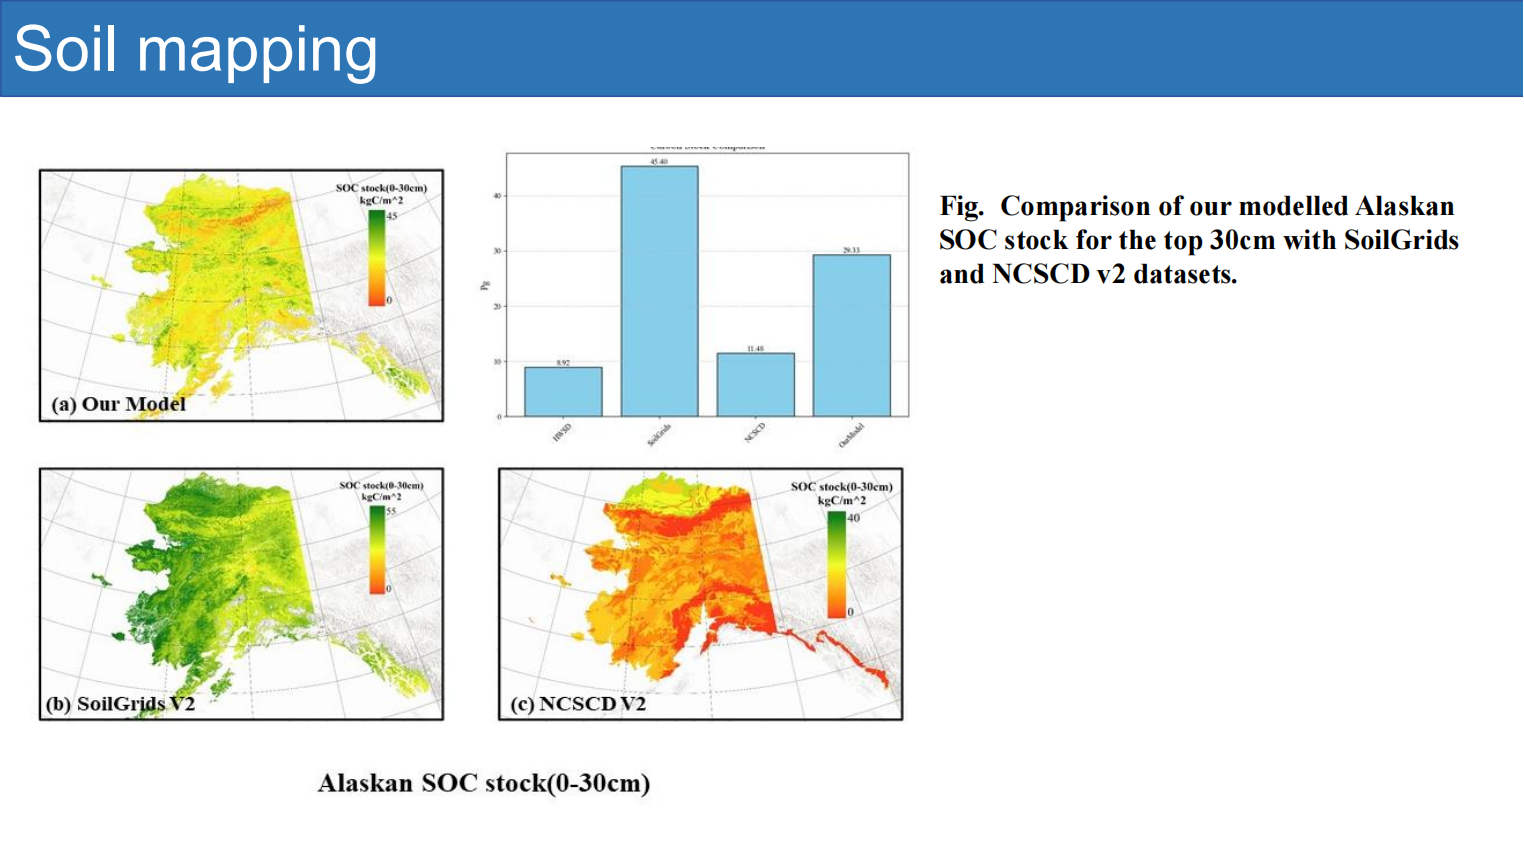 Soil mapping
SOC stock(0-30cm)
kgC/m^2
45
0
(a) Our Model
Carbon Stock Comparison
45.40
40
30
29.33
Pg
20
11.48
10
8.92
0
HWSD
SoilGrids
NCSCD
OurModel
Fig. Comparison of our modelled Alaskan
SOC stock for the top 30cm with SoilGrids
and NCSCD v2 datasets.
SOC stock(0-30cm)
kgC/m^2
55
0
(b) SoilGrids V2
SOC stock(0-30cm)
kgC/m^2
40
0
(c) NCSCD V2
Alaskan SOC stock(0-30cm)